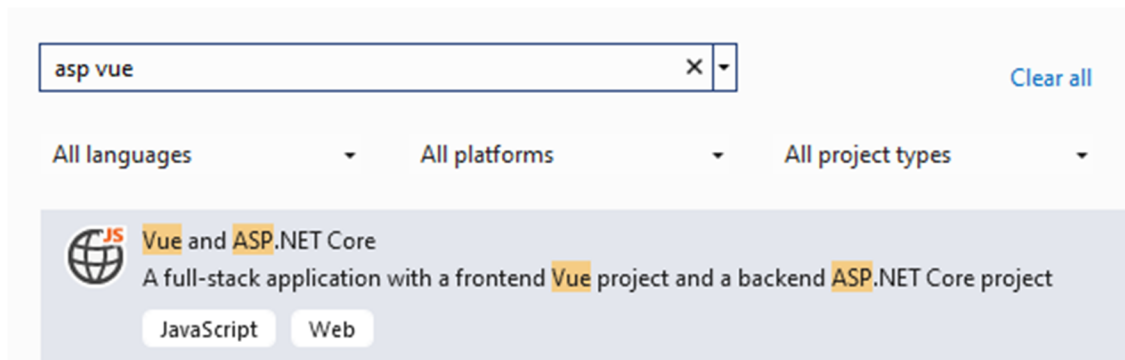 asp vue
Clear all
All languages All platforms All project types
JS
Vue and ASP.NET Core
A full-stack application with a frontend Vue project and a backend ASP.NET Core project
JavaScript Web